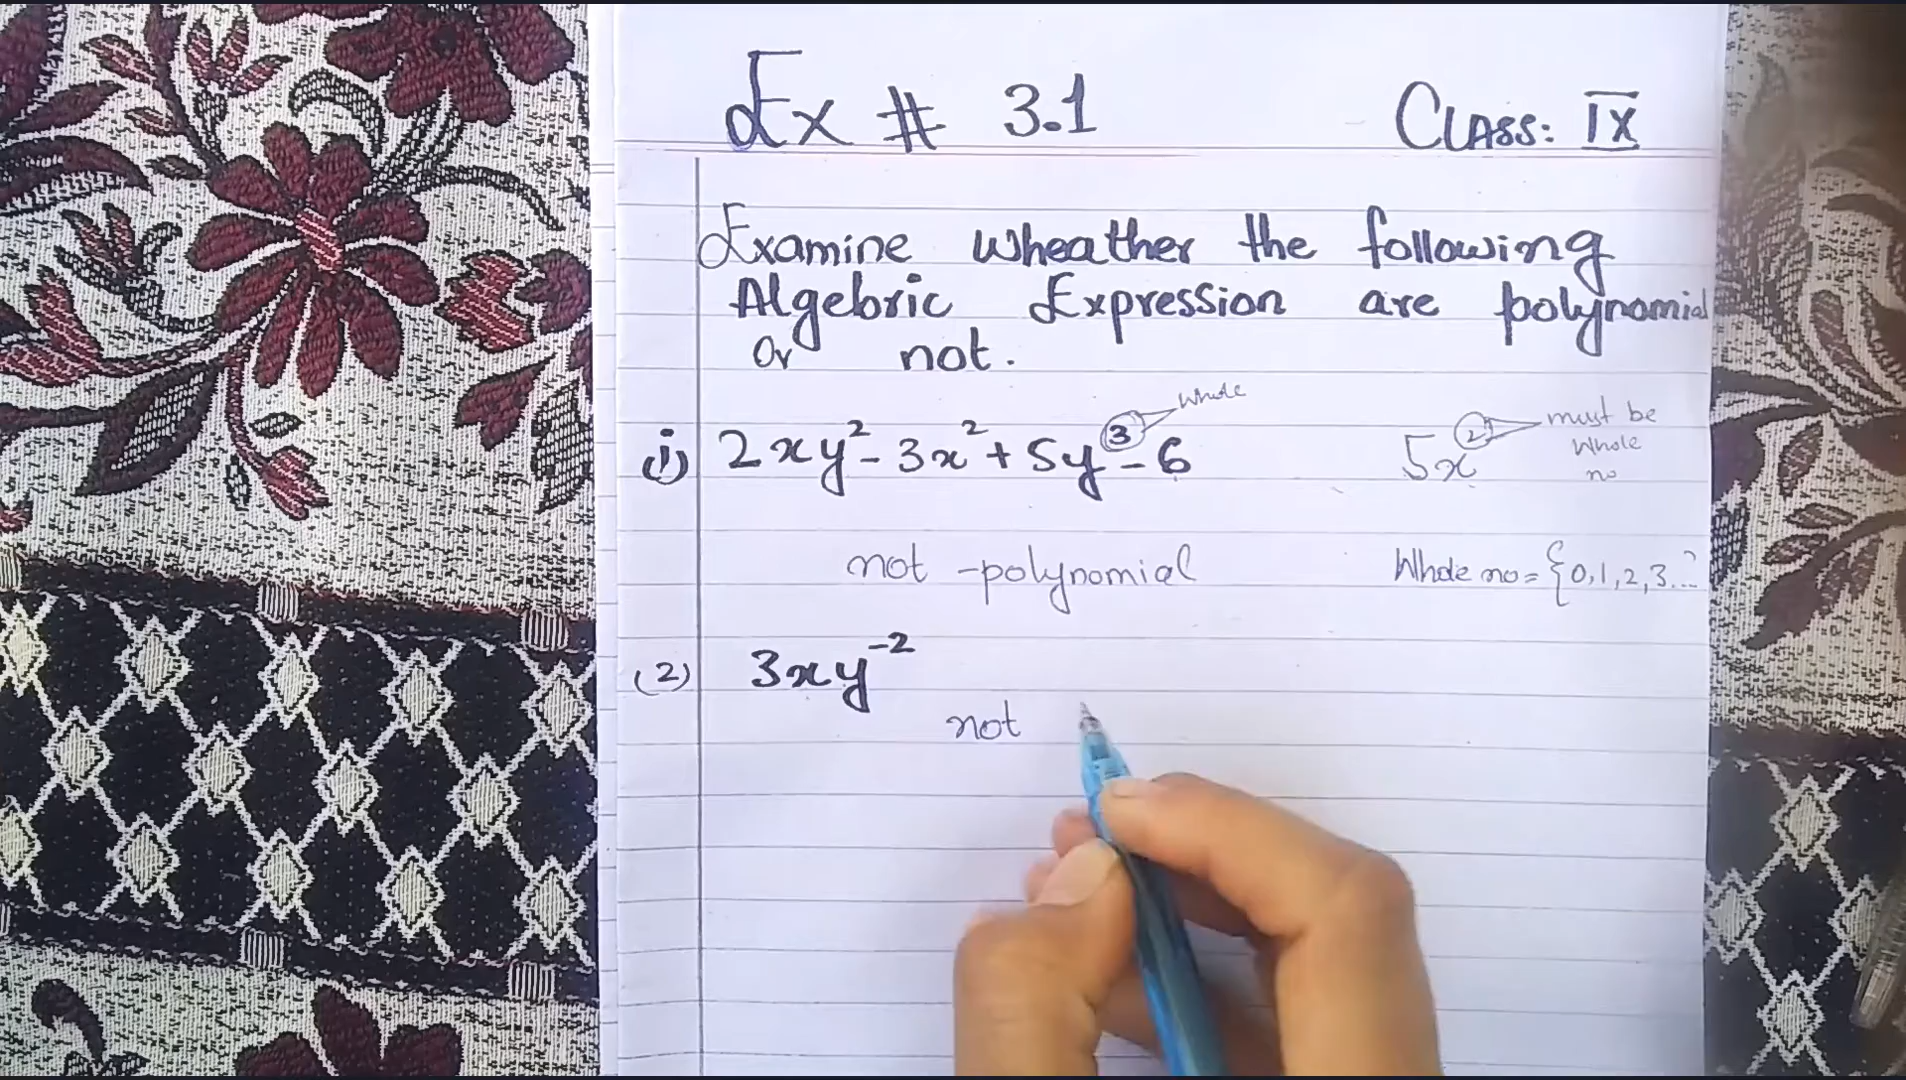 Ex # 3.1 CLASS: IX
Examine wheather the following
Algebric Expression are polynomial
Or not.
(i) 2xy² - 3x² + 5y³ - 6
whole
5x²
must be
whole
no
not - polynomial
Whole no = {0,1,2,3...}
(2) 3xy⁻²
not